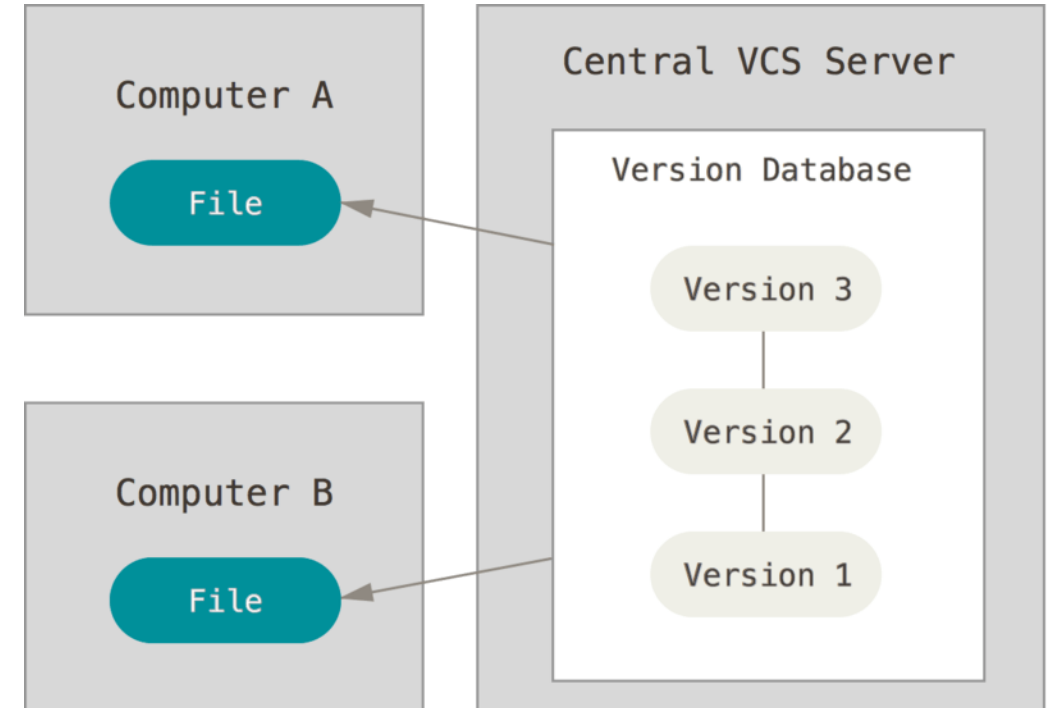 Computer A
File
Computer B
File
Central VCS Server
Version Database
Version 3
Version 2
Version 1